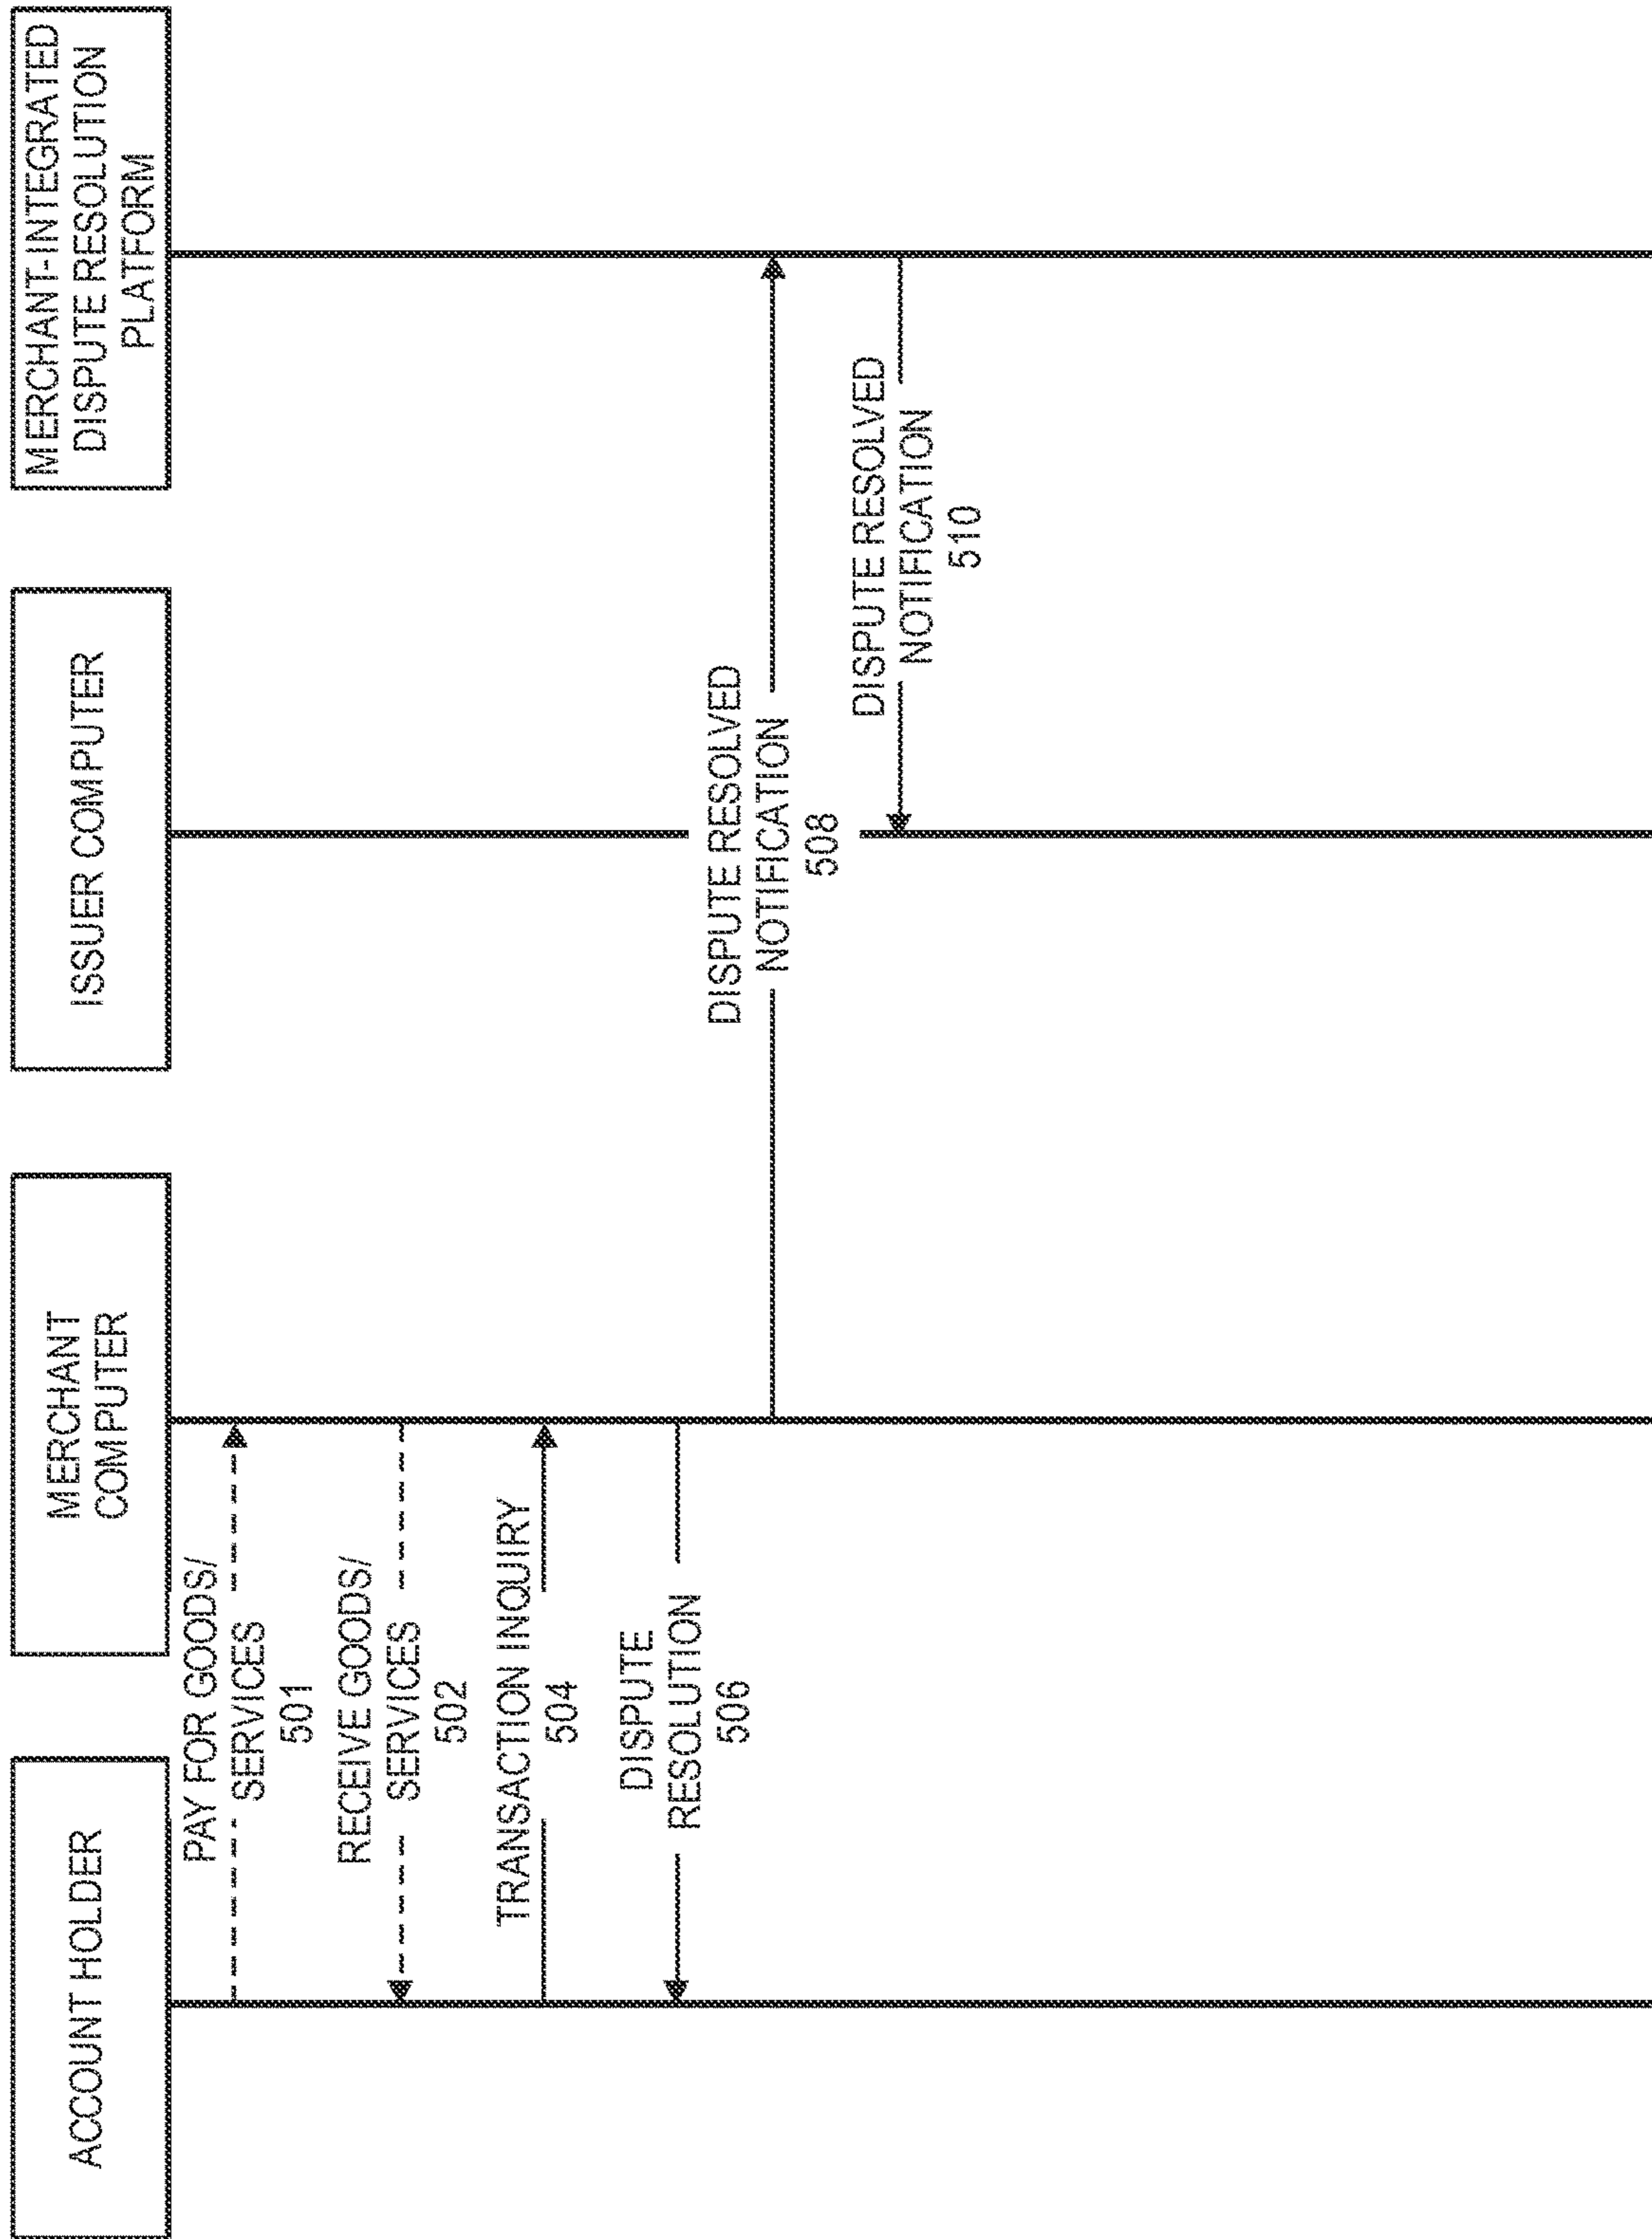 ACCOUNT HOLDER
MERCHANT
COMPUTER
ISSUER COMPUTER
MERCHANT-INTEGRATED
DISPUTE RESOLUTION
PLATFORM
PAY FOR GOODS/
SERVICES
501
RECEIVE GOODS/
SERVICES
502
TRANSACTION INQUIRY
504
DISPUTE
RESOLUTION
506
DISPUTE RESOLVED
NOTIFICATION
508
DISPUTE RESOLVED
NOTIFICATION
510